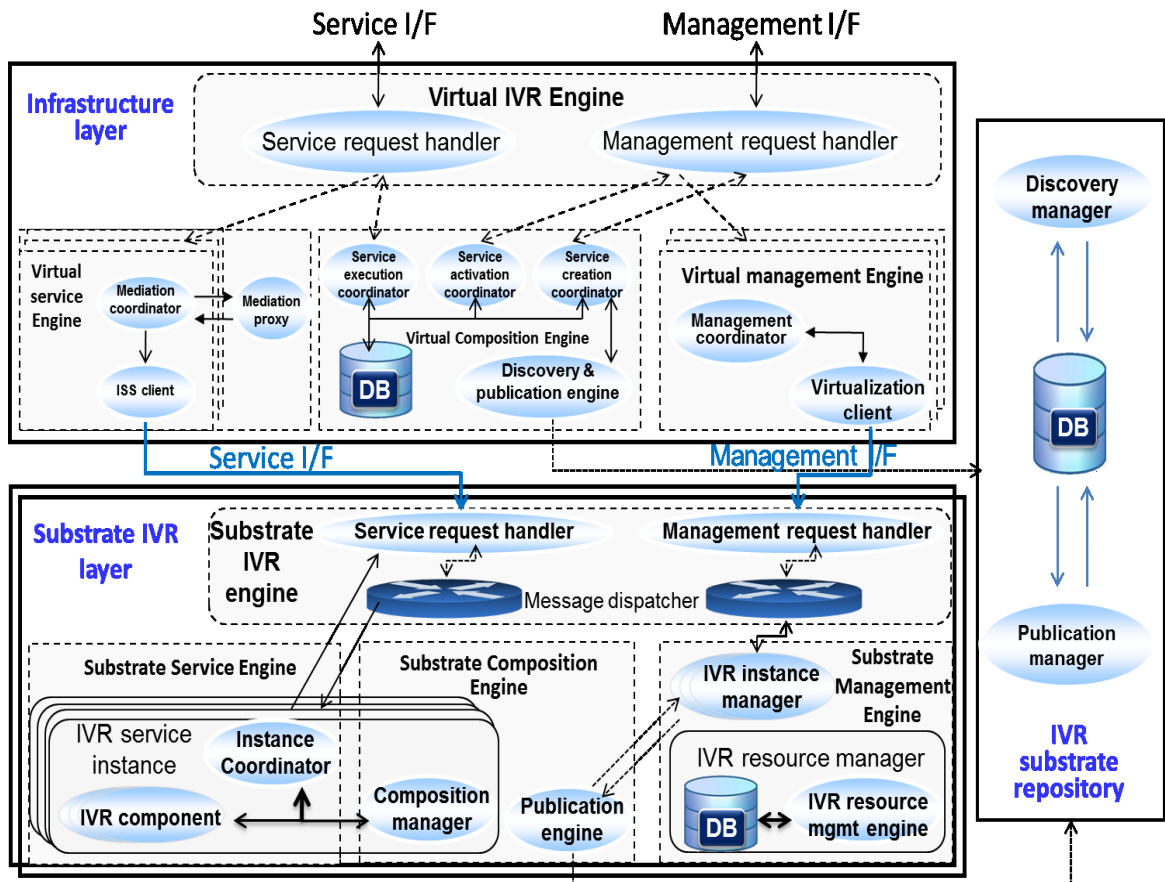 Service I/F
Management I/F
Infrastructure
layer
Virtual IVR Engine
Service request handler
Management request handler
Virtual
service
Engine
Mediation
coordinator
Mediation
proxy
ISS client
Service
execution
coordinator
Service
activation
coordinator
Service
creation
coordinator
Virtual Composition Engine
DB
Discovery &
publication engine
Virtual management Engine
Management
coordinator
Virtualization
client
Service I/F
Management I/F
Substrate IVR
layer
Substrate
IVR
engine
Service request handler
Management request handler
Message dispatcher
Substrate Service Engine
IVR service
instance
Instance
Coordinator
IVR component
Composition
manager
Substrate Composition
Engine
Publication
engine
IVR instance
manager
Substrate
Management
Engine
IVR resource manager
DB
IVR resource
mgmt engine
Discovery
manager
DB
Publication
manager
IVR
substrate
repository